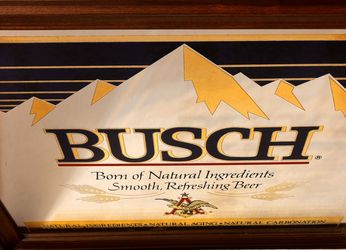 BUSCH®
Born of Natural Ingredients
Smooth, Refreshing Beer
NATURAL INGREDIENTS • NATURAL AGING • NATURAL CARBONATION